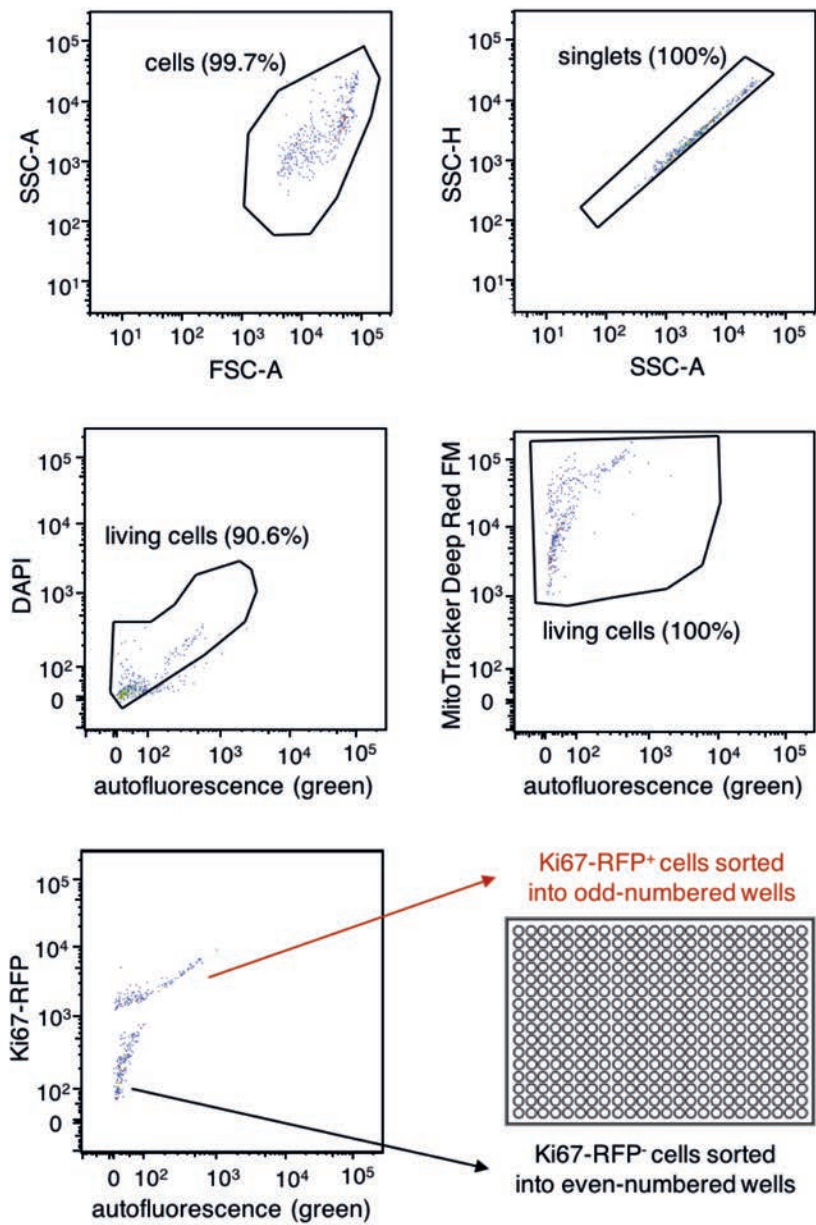 cells (99.7%)
SSC-A
10⁵
10⁴
10³
10²
10¹
10¹ 10² 10³ 10⁴ 10⁵
FSC-A
singlets (100%)
SSC-H
10⁵
10⁴
10³
10²
10¹
10¹ 10² 10³ 10⁴ 10⁵
SSC-A
living cells (90.6%)
DAPI
10⁵
10⁴
10³
10²
0
0 10² 10³ 10⁴ 10⁵
autofluorescence (green)
MitoTracker Deep Red FM
10⁵
10⁴
10³
10²
0
living cells (100%)
0 10² 10³ 10⁴ 10⁵
autofluorescence (green)
Ki67-RFP
10⁵
10⁴
10³
10²
0
0 10² 10³ 10⁴ 10⁵
autofluorescence (green)
Ki67-RFP⁺ cells sorted
into odd-numbered wells
Ki67-RFP⁻ cells sorted
into even-numbered wells